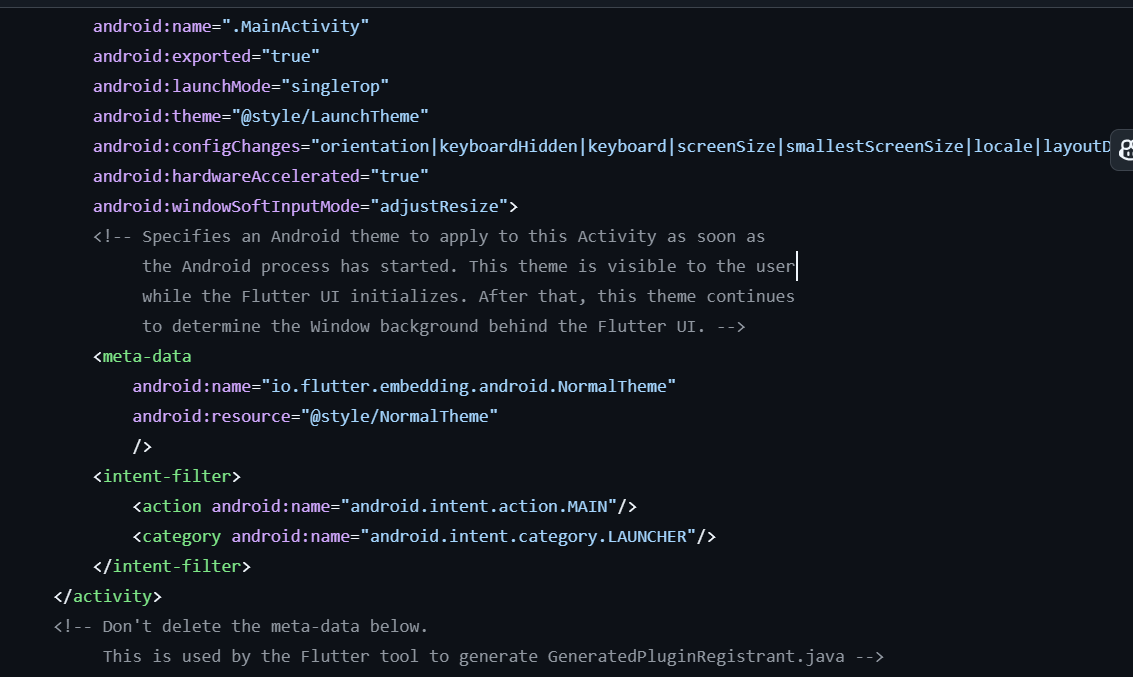 android:name=".MainActivity"
android:exported="true"
android:launchMode="singleTop"
android:theme="@style/LaunchTheme"
android:configChanges="orientation|keyboardHidden|keyboard|screenSize|smallestScreenSize|locale|layoutD
android:hardwareAccelerated="true"
android:windowSoftInputMode="adjustResize">
<!-- Specifies an Android theme to apply to this Activity as soon as
the Android process has started. This theme is visible to the user
while the Flutter UI initializes. After that, this theme continues
to determine the Window background behind the Flutter UI. -->
<meta-data
android:name="io.flutter.embedding.android.NormalTheme"
android:resource="@style/NormalTheme"
/>
<intent-filter>
<action android:name="android.intent.action.MAIN"/>
<category android:name="android.intent.category.LAUNCHER"/>
</intent-filter>
</activity>
<!-- Don't delete the meta-data below.
This is used by the Flutter tool to generate GeneratedPluginRegistrant.java -->